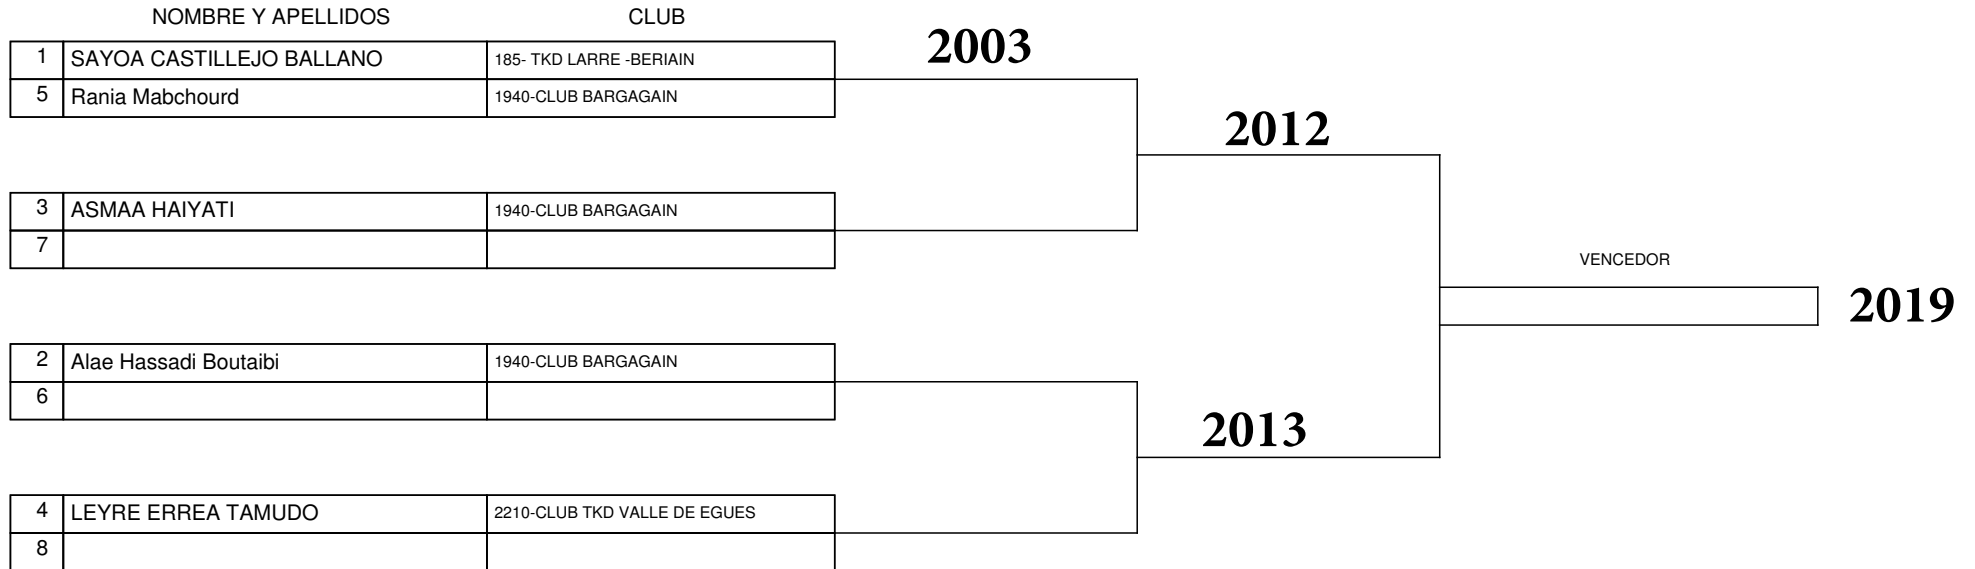 NOMBRE Y APELLIDOS CLUB
1 SAYOA CASTILLEJO BALLANO 185- TKD LARRE -BERIAIN 2003
5 Rania Mabchourd 1940-CLUB BARGAGAIN
2012
3 ASMAA HAIYATI 1940-CLUB BARGAGAIN
7
VENCEDOR
2019
2 Alae Hassadi Boutaibi 1940-CLUB BARGAGAIN
6
2013
4 LEYRE ERREA TAMUDO 2210-CLUB TKD VALLE DE EGUES
8